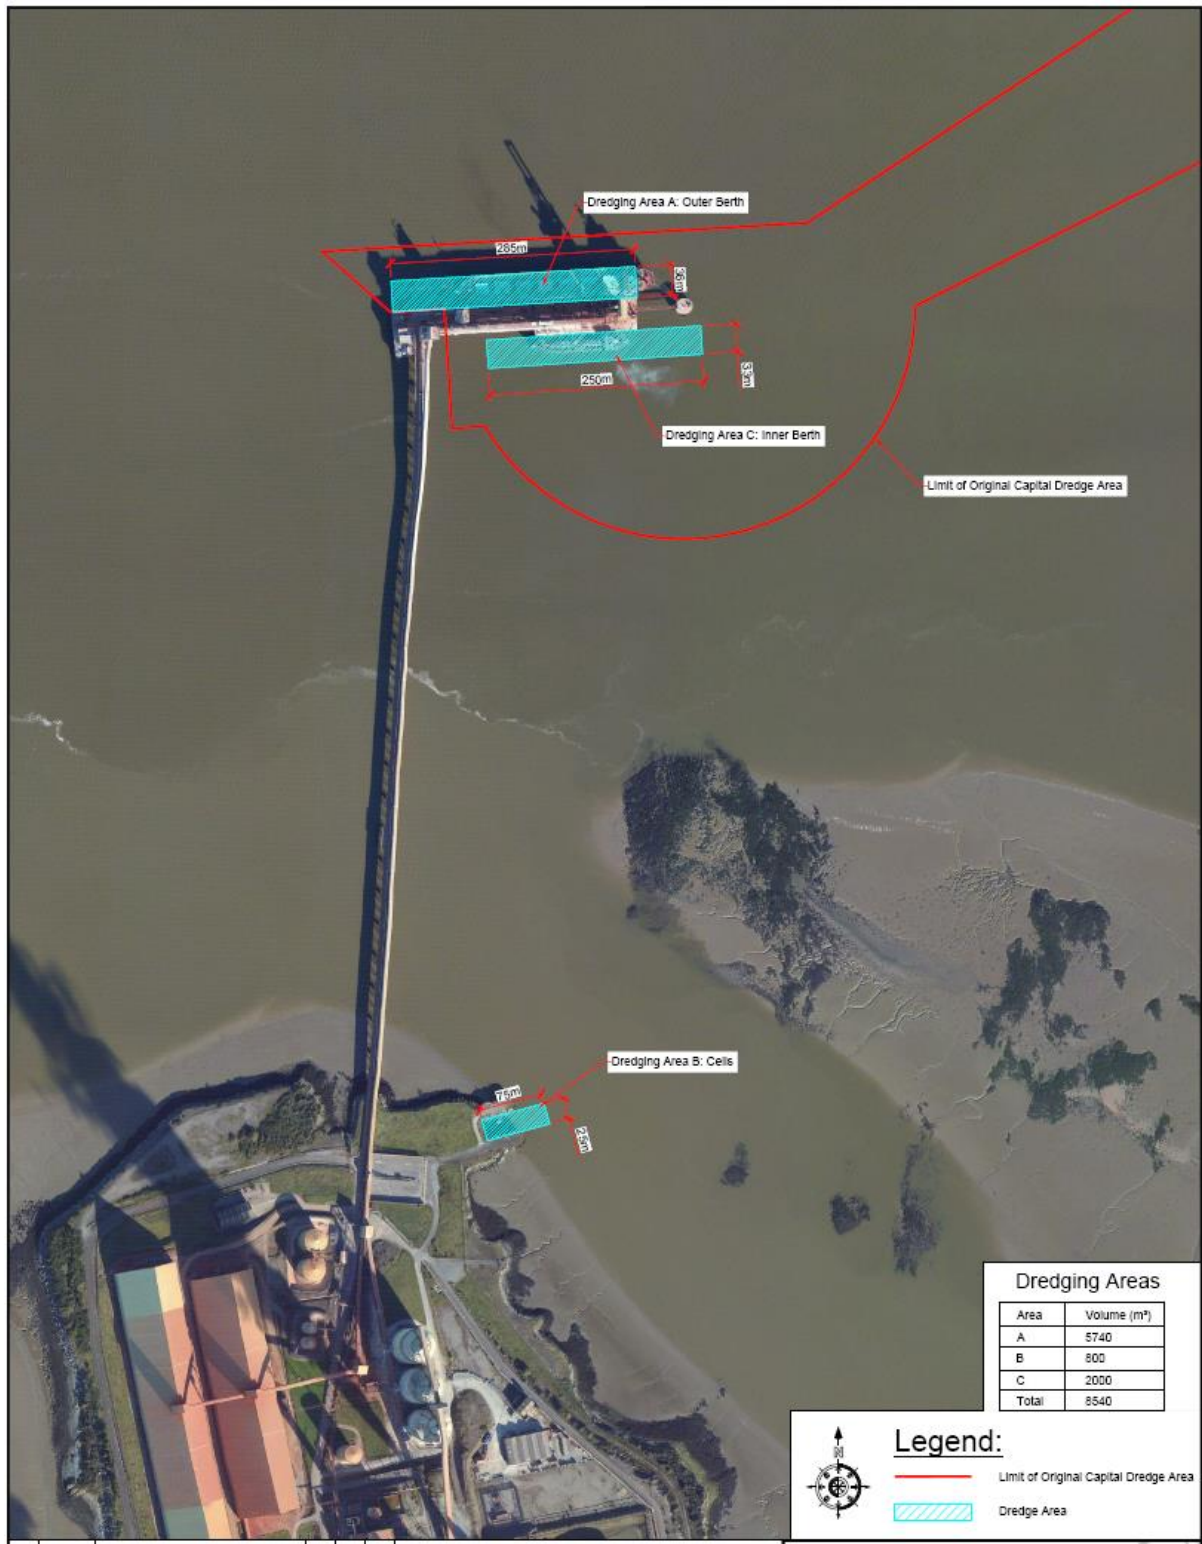 Dredging Area A: Outer Berth
285m
36m
250m
33m
Dredging Area C: Inner Berth
Limit of Original Capital Dredge Area
Dredging Area B: Cells
75m
25m
Dredging Areas
Area Volume (m³)
A 5740
B 800
C 2000
Total 8540
N
Legend:
Limit of Original Capital Dredge Area
Dredge Area